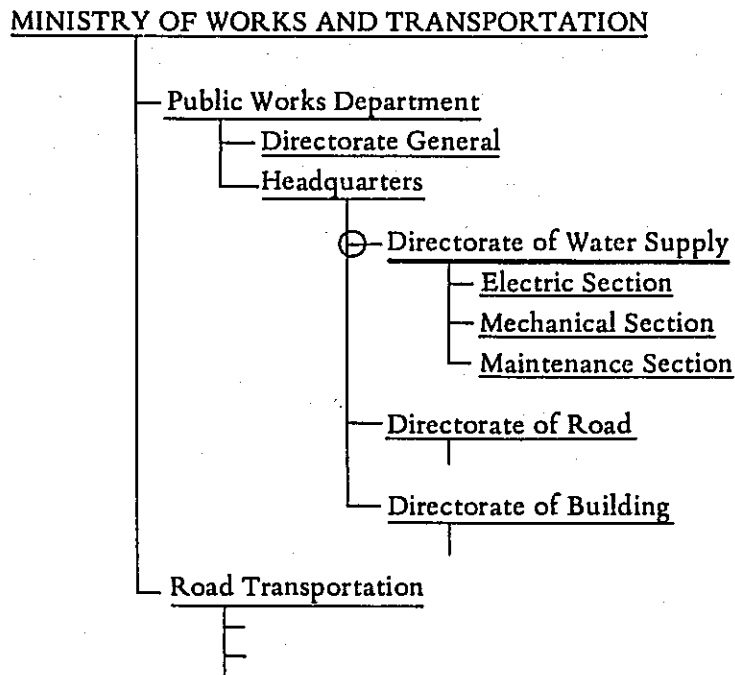 MINISTRY OF WORKS AND TRANSPORTATION
Public Works Department
Directorate General
Headquarters
Directorate of Water Supply
Electric Section
Mechanical Section
Maintenance Section
Directorate of Road
Directorate of Building
Road Transportation